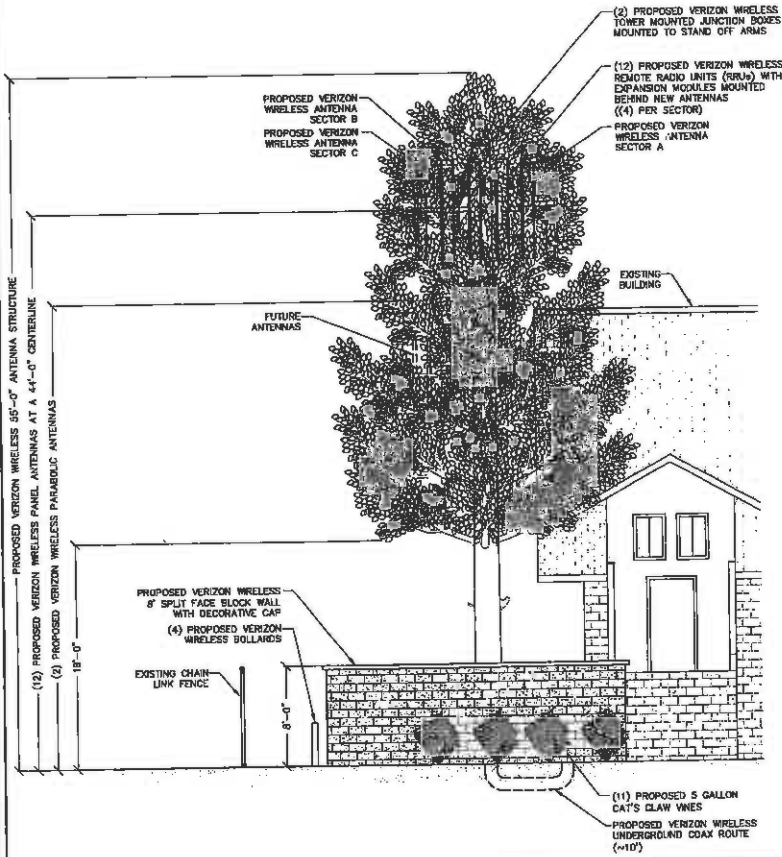 (2) PROPOSED VERIZON WIRELESS
TOWER MOUNTED JUNCTION BOXES
MOUNTED TO STAND OFF ARMS
(12) PROPOSED VERIZON WIRELESS
REMOTE RADIO UNITS (RRUs) WITH
EXPANSION MODULES MOUNTED
BEHIND NEW ANTENNAS
((4) PER SECTOR)
PROPOSED VERIZON
WIRELESS ANTENNA
SECTOR A
PROPOSED VERIZON
WIRELESS ANTENNA
SECTOR B
PROPOSED VERIZON
WIRELESS ANTENNA
SECTOR C
EXISTING
BUILDING
FUTURE
ANTENNAS
PROPOSED VERIZON WIRELESS 55'-0" ANTENNA STRUCTURE
(12) PROPOSED VERIZON WIRELESS PANEL ANTENNAS AT A 44'-0" CENTERLINE
(2) PROPOSED VERIZON WIRELESS PARABOLIC ANTENNAS
18'-0"
PROPOSED VERIZON WIRELESS
8' SPLIT FACE BLOCK WALL
WITH DECORATIVE CAP
(4) PROPOSED VERIZON
WIRELESS BOLLARDS
EXISTING CHAIN
LINK FENCE
8'-0"
(11) PROPOSED 5 GALLON
CAT'S CLAW VINES
PROPOSED VERIZON WIRELESS
UNDERGROUND COAX ROUTE
(~10')